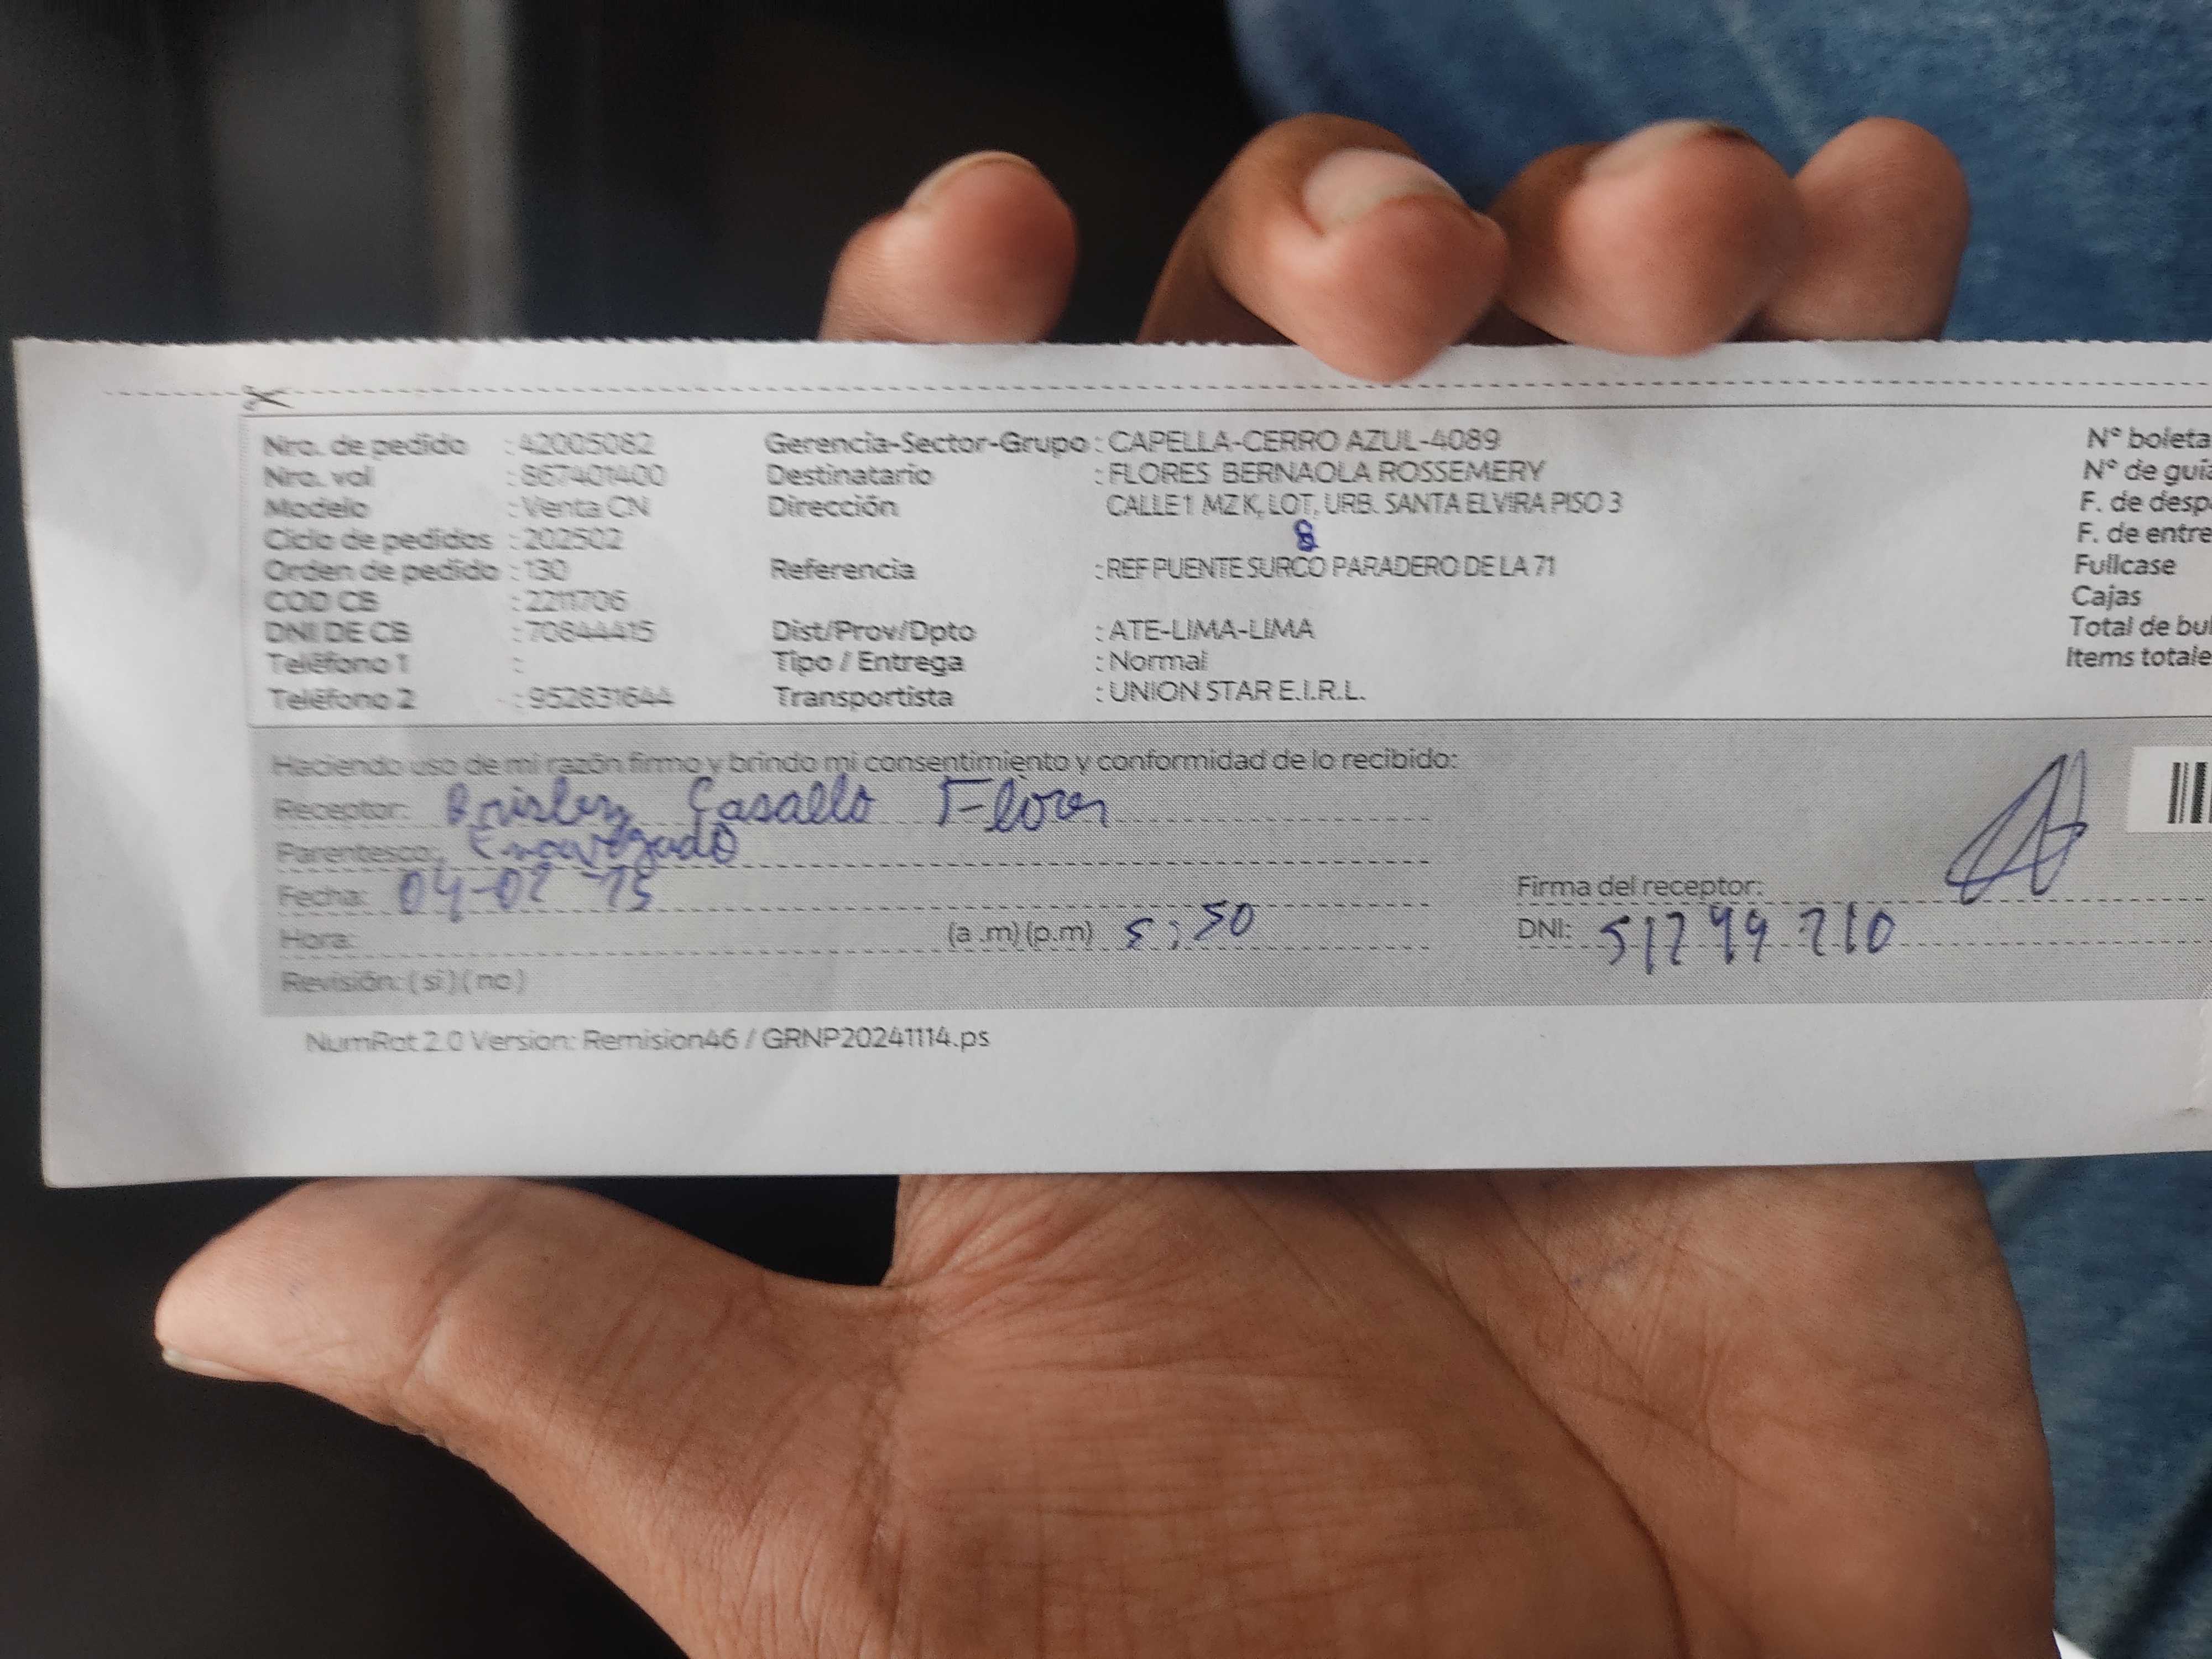 Nro. de pedido : 42005082 Gerencia-Sector-Grupo : CAPELLA-CERRO AZUL-4089 N° boleta
Nro. vol : 867401400 Destinatario : FLORES BERNAOLA ROSSEMERY N° de guía
Modelo : Venta CN Dirección CALLE 1 MZ K, LOT, URB. SANTA ELVIRA PISO 3 F. de desp
Ciclo de pedidos : 202502 8 F. de entre
Orden de pedido : 130 Referencia : REF PUENTE SURCO PARADERO DE LA 71 Fullcase
COD CB : 2211706 Cajas
DNI DE CB : 70844415 Dist/Prov/Dpto : ATE-LIMA-LIMA Total de bul
Teléfono 1 : Tipo / Entrega : Normal Items totale
Teléfono 2 : 952831644 Transportista : UNION STAR E.I.R.L.
Haciendo uso de mi razón firmo y brindo mi consentimiento y conformidad de lo recibido:
Receptor: Casallo Flores
Parentesco: Encargado
Fecha: 04-02 Firma del receptor:
Hora: (a .m) (p.m) 5:50 DNI:
Revisión: ( si ) ( no )
NumRot 2.0 Version: Remision46 / GRNP20241114.ps